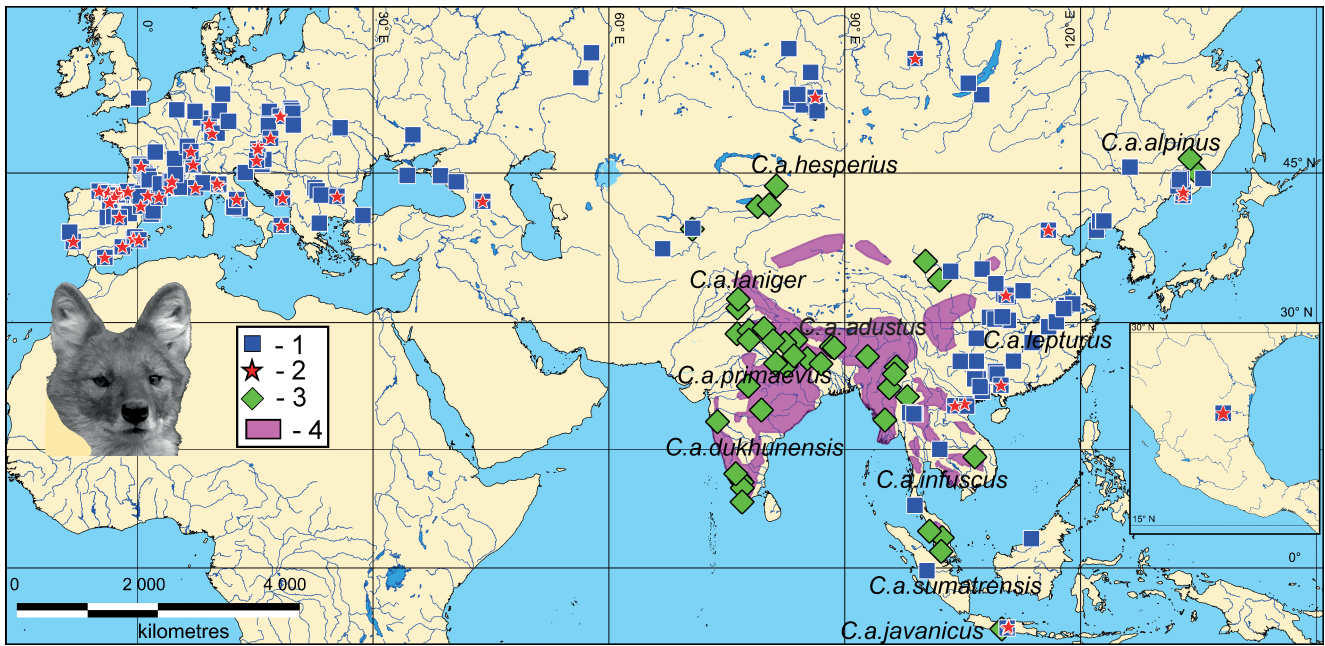 0°
30° E
60° E
90° E
120° E
C.a.alpinus
C.a.hesperius
45° N
C.a.laniger
30° N
C.a.adustus
C.a.lepturus
30° N
- 1
- 2
- 3
- 4
C.a.primaevus
C.a.dukhunensis
C.a.infuscus
15° N
0°
0 2 000 4 000
kilometres
C.a.sumatrensis
C.a.javanicus